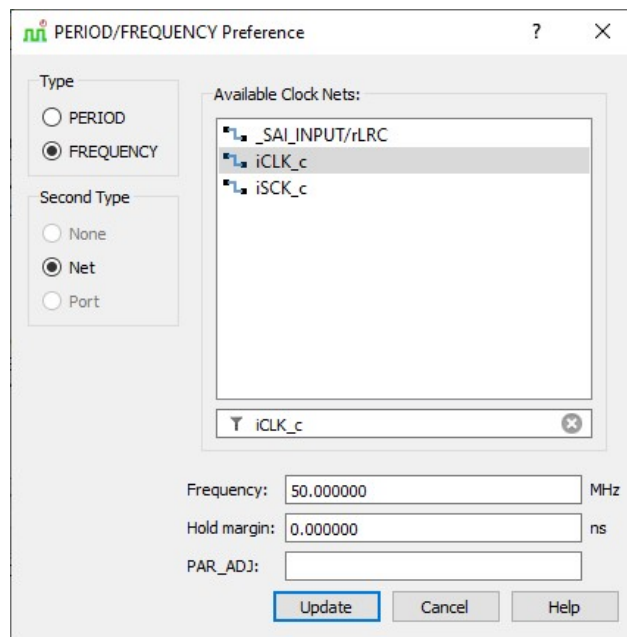 PERIOD/FREQUENCY Preference
?
Type
PERIOD
FREQUENCY
Second Type
None
Net
Port
Available Clock Nets:
_SAI_INPUT/rLRC
iCLK_c
iSCK_c
iCLK_c
Frequency: 50.000000 MHz
Hold margin: 0.000000 ns
PAR_ADJ:
Update Cancel Help